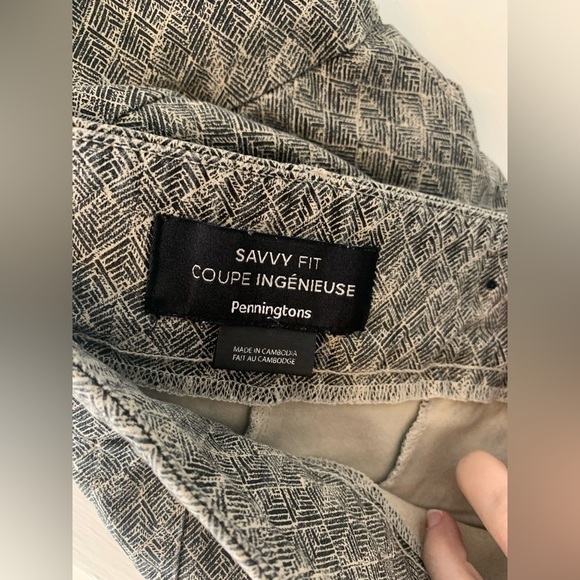 SAVVY FIT
COUPE INGÉNIEUSE
Penningtons
MADE IN CAMBODIA
FAIT AU CAMBODGE